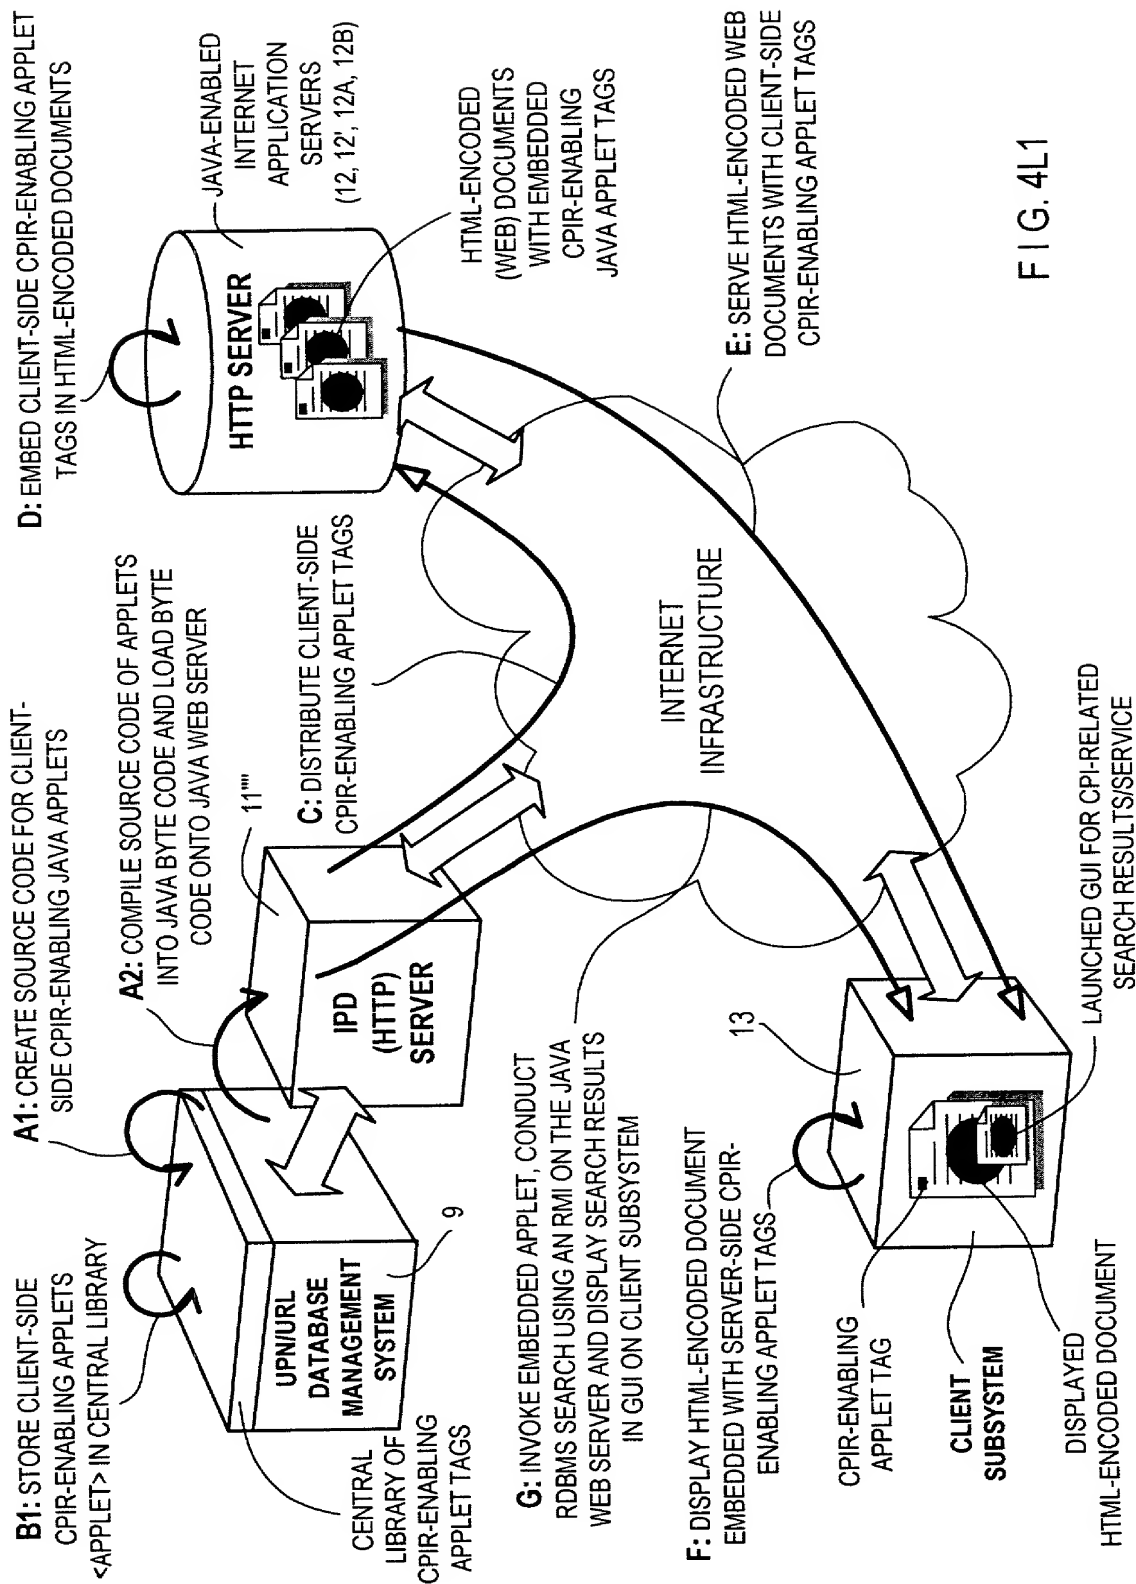 B1: STORE CLIENT-SIDE
CPIR-ENABLING APPLETS
<APPLET> IN CENTRAL LIBRARY
A1: CREATE SOURCE CODE FOR CLIENT-
SIDE CPIR-ENABLING JAVA APPLETS
A2: COMPILE SOURCE CODE OF APPLETS
INTO JAVA BYTE CODE AND LOAD BYTE
CODE ONTO JAVA WEB SERVER
D: EMBED CLIENT-SIDE CPIR-ENABLING APPLET
TAGS IN HTML-ENCODED DOCUMENTS
JAVA-ENABLED
INTERNET
APPLICATION
SERVERS
(12, 12', 12A, 12B)
HTTP SERVER
HTML-ENCODED
(WEB) DOCUMENTS
WITH EMBEDDED
CPIR-ENABLING
JAVA APPLET TAGS
11""
C: DISTRIBUTE CLIENT-SIDE
CPIR-ENABLING APPLET TAGS
UPN/URL
DATABASE
MANAGEMENT
SYSTEM
9
IPD
(HTTP)
SERVER
CENTRAL
LIBRARY OF
CPIR-ENABLING
APPLET TAGS
G: INVOKE EMBEDDED APPLET, CONDUCT
RDBMS SEARCH USING AN RMI ON THE JAVA
WEB SERVER AND DISPLAY SEARCH RESULTS
IN GUI ON CLIENT SUBSYSTEM
INTERNET
INFRASTRUCTURE
E: SERVE HTML-ENCODED WEB
DOCUMENTS WITH CLIENT-SIDE
CPIR-ENABLING APPLET TAGS
F: DISPLAY HTML-ENCODED DOCUMENT
EMBEDDED WITH SERVER-SIDE CPIR-
ENABLING APPLET TAGS
13
CPIR-ENABLING
APPLET TAG
CLIENT
SUBSYSTEM
DISPLAYED
HTML-ENCODED DOCUMENT
LAUNCHED GUI FOR CPI-RELATED
SEARCH RESULTS/SERVICE
FIG. 4L1